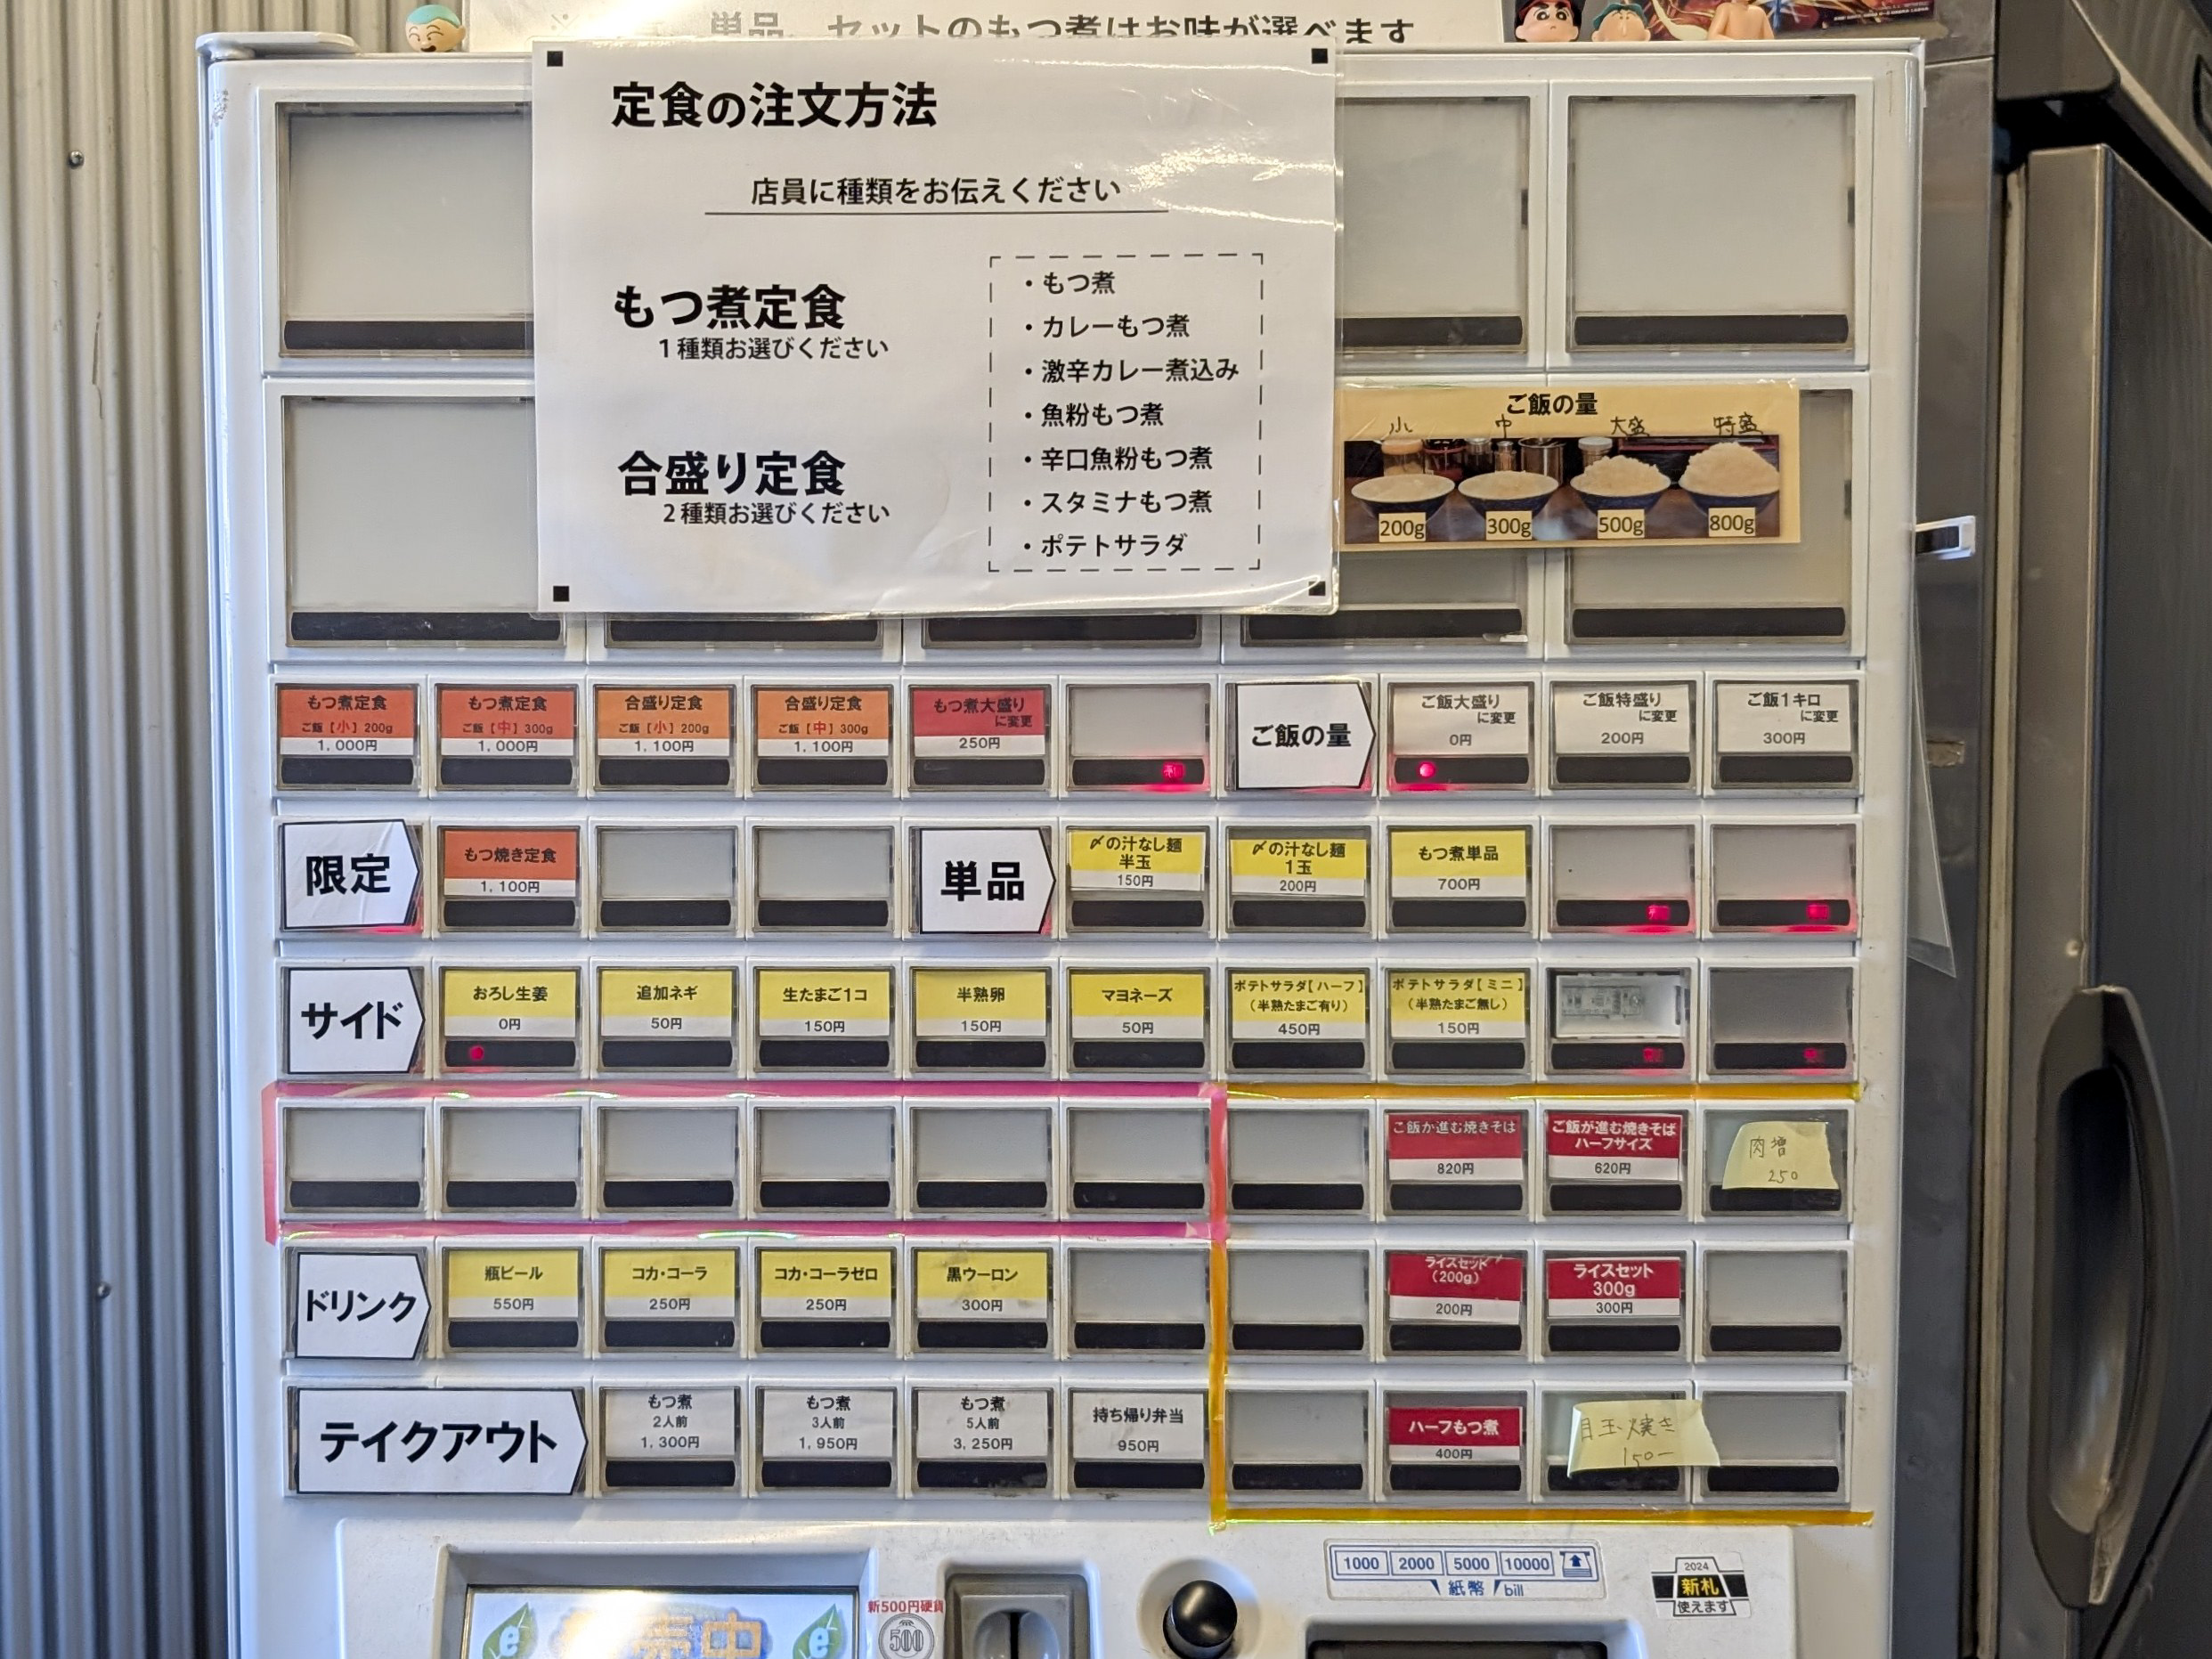 ※ 単品、セットのもつ煮はお味が選べます
定食の注文方法
店員に種類をお伝えください
もつ煮定食
1種類お選びください
合盛り定食
2種類お選びください
・もつ煮
・カレーもつ煮
・激辛カレー煮込み
・魚粉もつ煮
・辛口魚粉もつ煮
・スタミナもつ煮
・ポテトサラダ
ご飯の量
小 中 大盛 特盛
200g 300g 500g 800g
もつ煮定食
ご飯【小】200g
1,000円
もつ煮定食
ご飯【中】300g
1,000円
合盛り定食
ご飯【小】200g
1,100円
合盛り定食
ご飯【中】300g
1,100円
もつ煮大盛り
に変更
250円
ご飯の量
ご飯大盛り
に変更
0円
ご飯特盛り
に変更
200円
ご飯1キロ
に変更
300円
限定
もつ焼き定食
1,100円
単品
〆の汁なし麺
半玉
150円
〆の汁なし麺
1玉
200円
もつ煮単品
700円
サイド
おろし生姜
0円
追加ネギ
50円
生たまご1コ
150円
半熟卵
150円
マヨネーズ
50円
ポテトサラダ【ハーフ】
（半熟たまご有り）
450円
ポテトサラダ【ミニ】
（半熟たまご無し）
150円
ご飯が進む焼きそば
820円
ご飯が進む焼きそば
ハーフサイズ
620円
肉増
250
ドリンク
瓶ビール
550円
コカ・コーラ
250円
コカ・コーラゼロ
250円
黒ウーロン
300円
ライスセット
（200g）
200円
ライスセット
300g
300円
テイクアウト
もつ煮
2人前
1,300円
もつ煮
3人前
1,950円
もつ煮
5人前
3,250円
持ち帰り弁当
950円
ハーフもつ煮
400円
目玉焼き
150ー
1000 2000 5000 10000
紙幣 bill
2024
新札
使えます
新500円硬貨
500